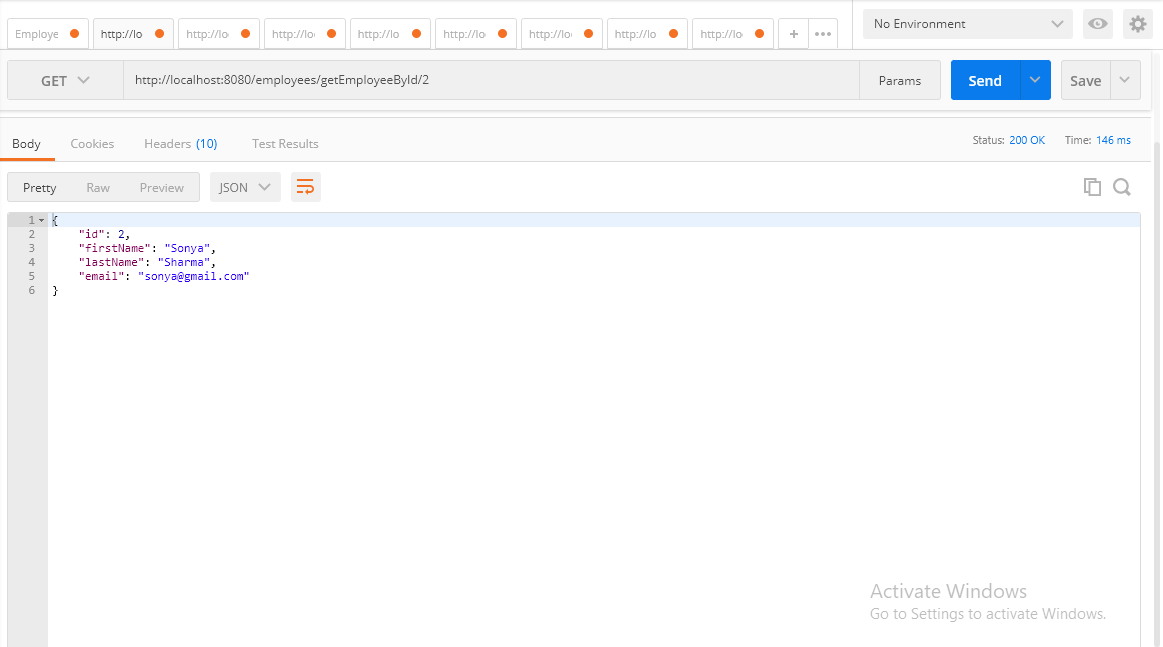 Employe http://lo http://lo http://lo http://lo http://lo http://lo http://lo http://lo + ••• No Environment
GET http://localhost:8080/employees/getEmployeeById/2 Params Send Save
Body Cookies Headers (10) Test Results Status: 200 OK Time: 146 ms
Pretty Raw Preview JSON
1 {
2 "id": 2,
3 "firstName": "Sonya",
4 "lastName": "Sharma",
5 "email": "sonya@gmail.com"
6 }
Activate Windows
Go to Settings to activate Windows.